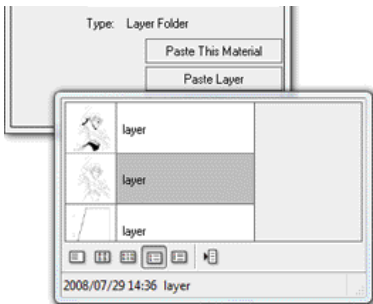 Type: Layer Folder
Paste This Material
Paste Layer
layer
layer
layer
2008/07/29 14:36 layer